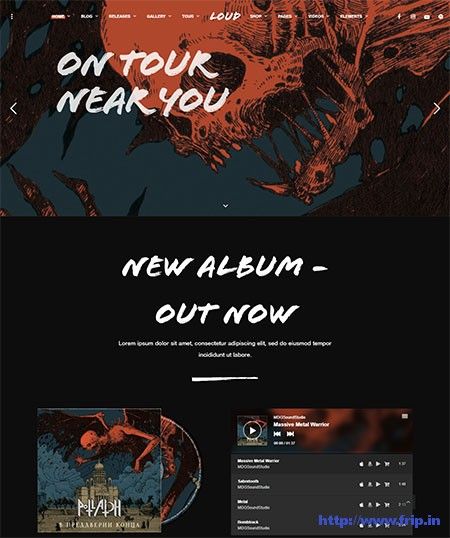 HOME BLOG RELEASES GALLERY TOUR LOUD SHOP PAGES VIDEOS ELEMENTS
ON TOUR
NEAR YOU
NEW ALBUM -
OUT NOW
Lorem ipsum dolor sit amet, consectetur adipiscing elit, sed do eiusmod tempor
incididunt ut labore.
MDGSoundStudio
Massive Metal Warrior
00:00 / 01:37
Massive Metal Warrior
MDGSoundStudio
1:37
Sabretooth
MDGSoundStudio
1:34
Metal
MDGSoundStudio
Roundblock
В ПРЕДДВЕРИИ КОНЦА
http://www.frip.in